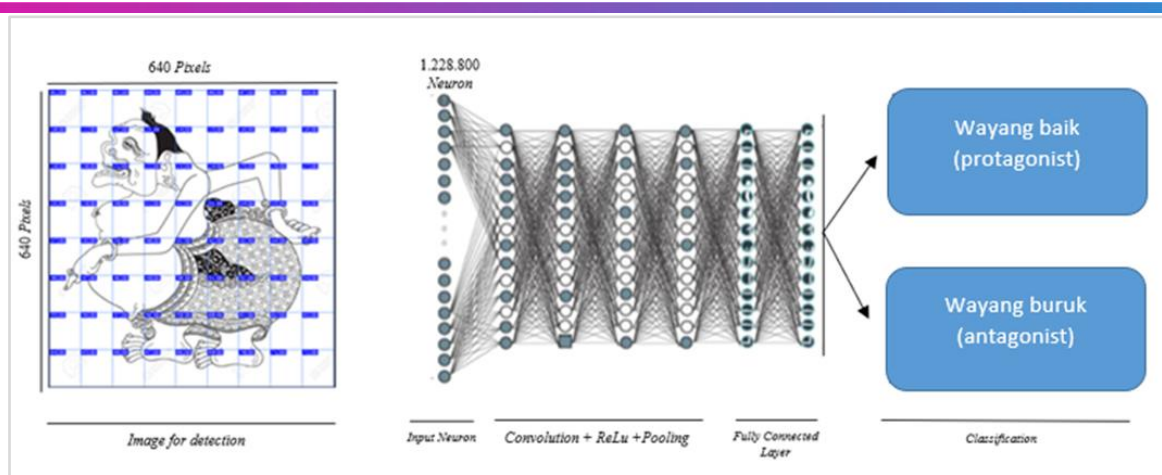 640 Pixels
640 Pixels
Image for detection
1.228.800
Neuron
Input Neuron
Convolution + ReLu +Pooling
Fully Connected
Layer
Wayang baik
(protagonist)
Wayang buruk
(antagonist)
Classification